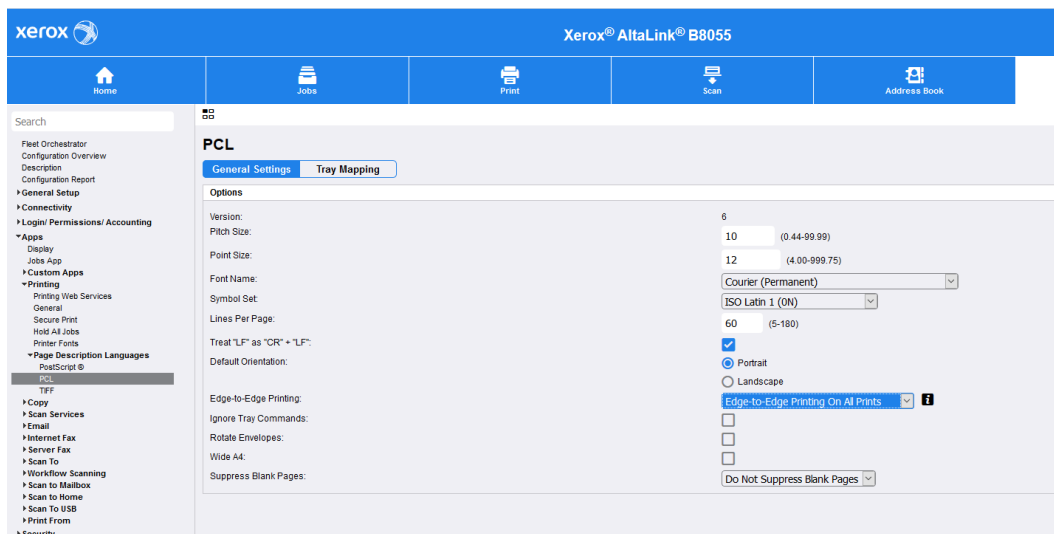 xerox
Xerox® AltaLink® B8055
Home
Jobs
Print
Scan
Address Book
Search
Fleet Orchestrator
Configuration Overview
Description
Configuration Report
General Setup
Connectivity
Login/ Permissions/ Accounting
Apps
Display
Jobs App
Custom Apps
Printing
Printing Web Services
General
Secure Print
Hold All Jobs
Printer Fonts
Page Description Languages
PostScript ®
PCL
TIFF
Copy
Scan Services
Email
Internet Fax
Server Fax
Scan To
Workflow Scanning
Scan to Mailbox
Scan to Home
Scan To USB
Print From
Security
PCL
General Settings Tray Mapping
Options
Version: 6
Pitch Size: 10 (0.44-99.99)
Point Size: 12 (4.00-999.75)
Font Name: Courier (Permanent)
Symbol Set: ISO Latin 1 (0N)
Lines Per Page: 60 (5-180)
Treat "LF" as "CR" + "LF":
Default Orientation: Portrait
Landscape
Edge-to-Edge Printing: Edge-to-Edge Printing On All Prints i
Ignore Tray Commands:
Rotate Envelopes:
Wide A4:
Suppress Blank Pages: Do Not Suppress Blank Pages